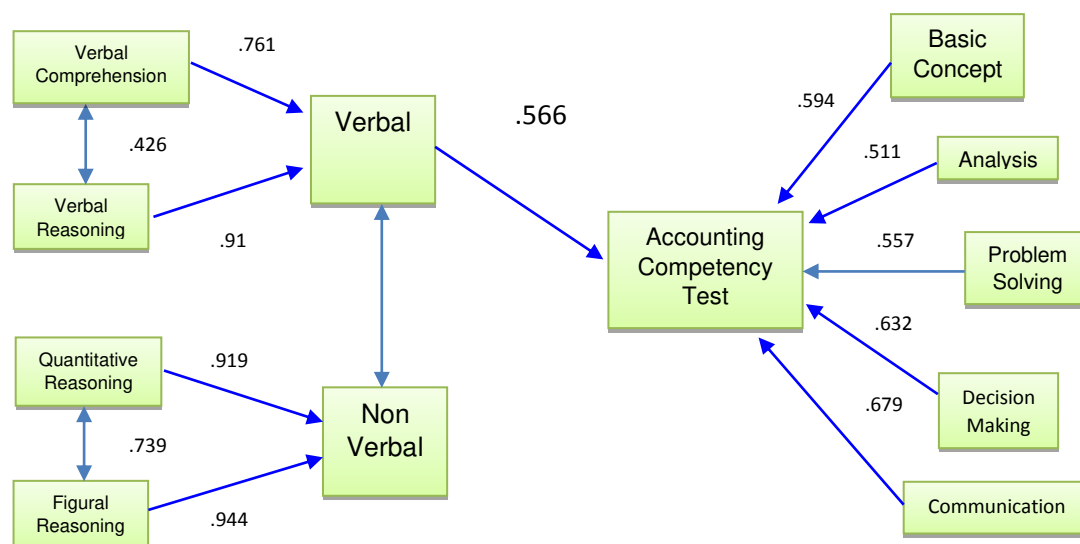 Verbal
Comprehension
.761
.426
Verbal
Reasoning
.91
Verbal
.566
Quantitative
Reasoning
.919
.739
Figural
Reasoning
.944
Non
Verbal
Accounting
Competency
Test
Basic
Concept
.594
Analysis
.511
Problem
Solving
.557
Decision
Making
.632
Communication
.679